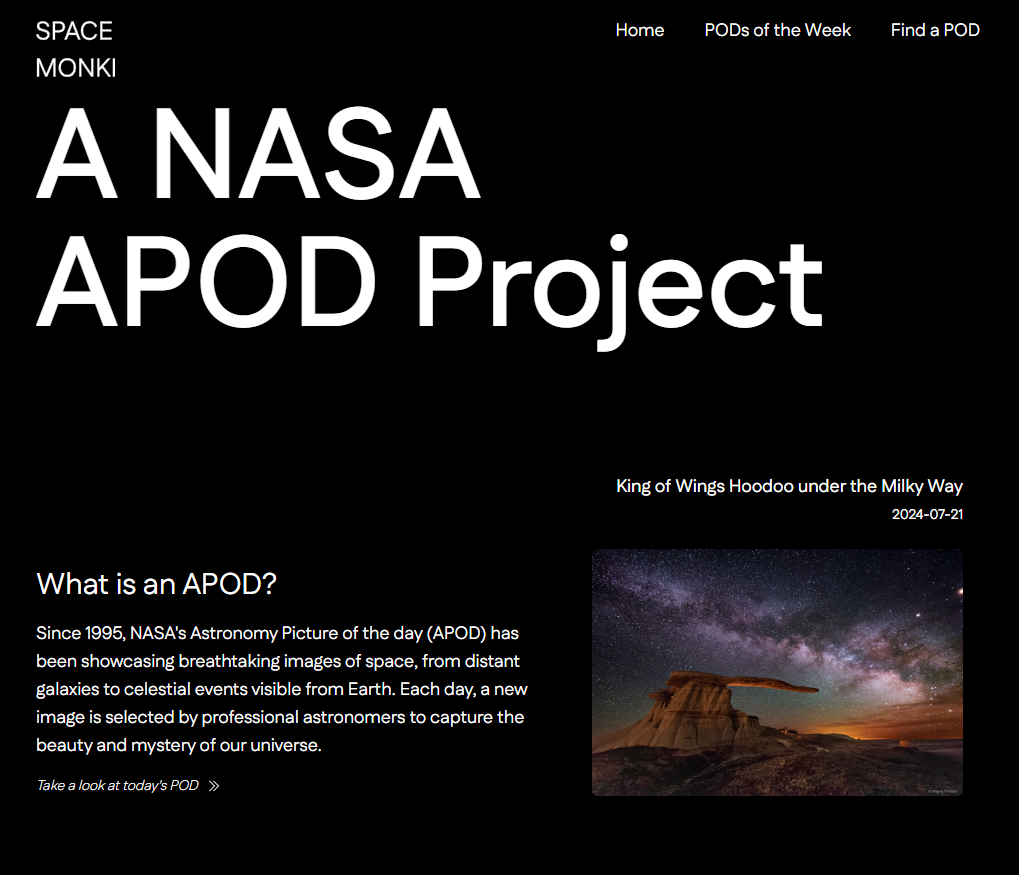 SPACE
MONKI
Home
PODs of the Week
Find a POD
A NASA
APOD Project
King of Wings Hoodoo under the Milky Way
2024-07-21
What is an APOD?
Since 1995, NASA's Astronomy Picture of the day (APOD) has
been showcasing breathtaking images of space, from distant
galaxies to celestial events visible from Earth. Each day, a new
image is selected by professional astronomers to capture the
beauty and mystery of our universe.
Take a look at today's POD